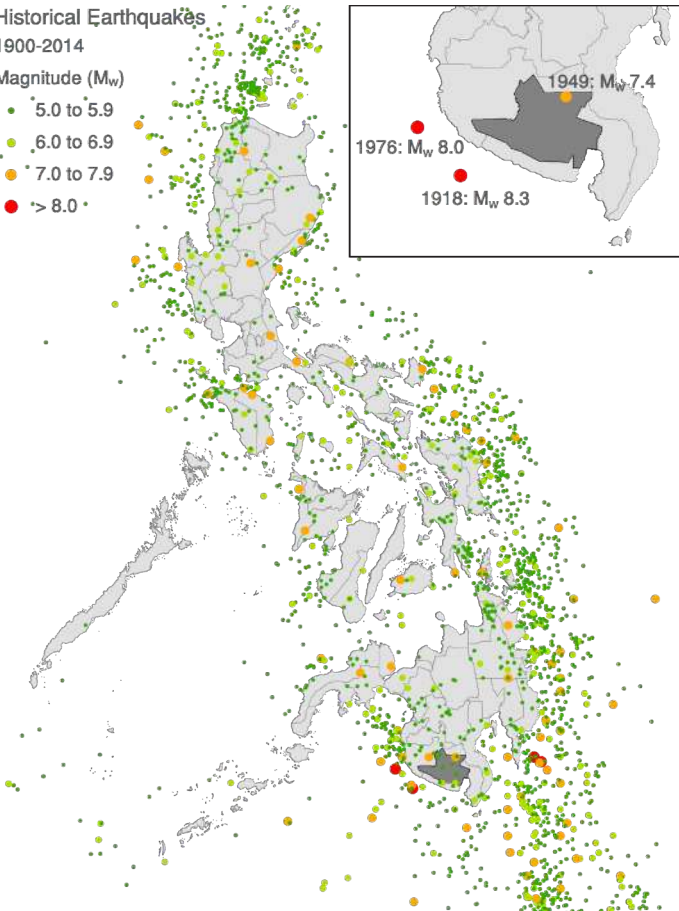 Historical Earthquakes
1900-2014
Magnitude (Mw)
5.0 to 5.9
6.0 to 6.9
7.0 to 7.9
> 8.0
1949: Mw 7.4
1976: Mw 8.0
1918: Mw 8.3